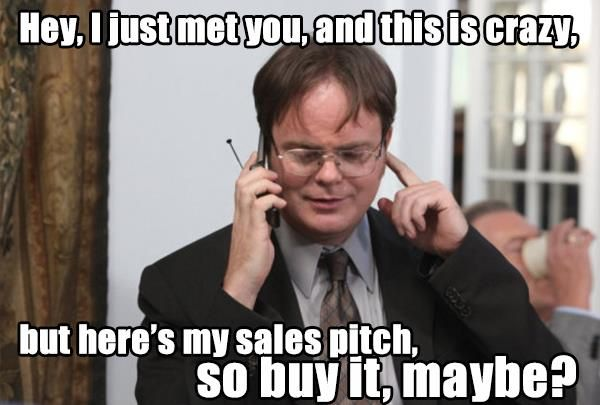 Hey, I just met you, and this is crazy,
but here's my sales pitch,
so buy it, maybe?